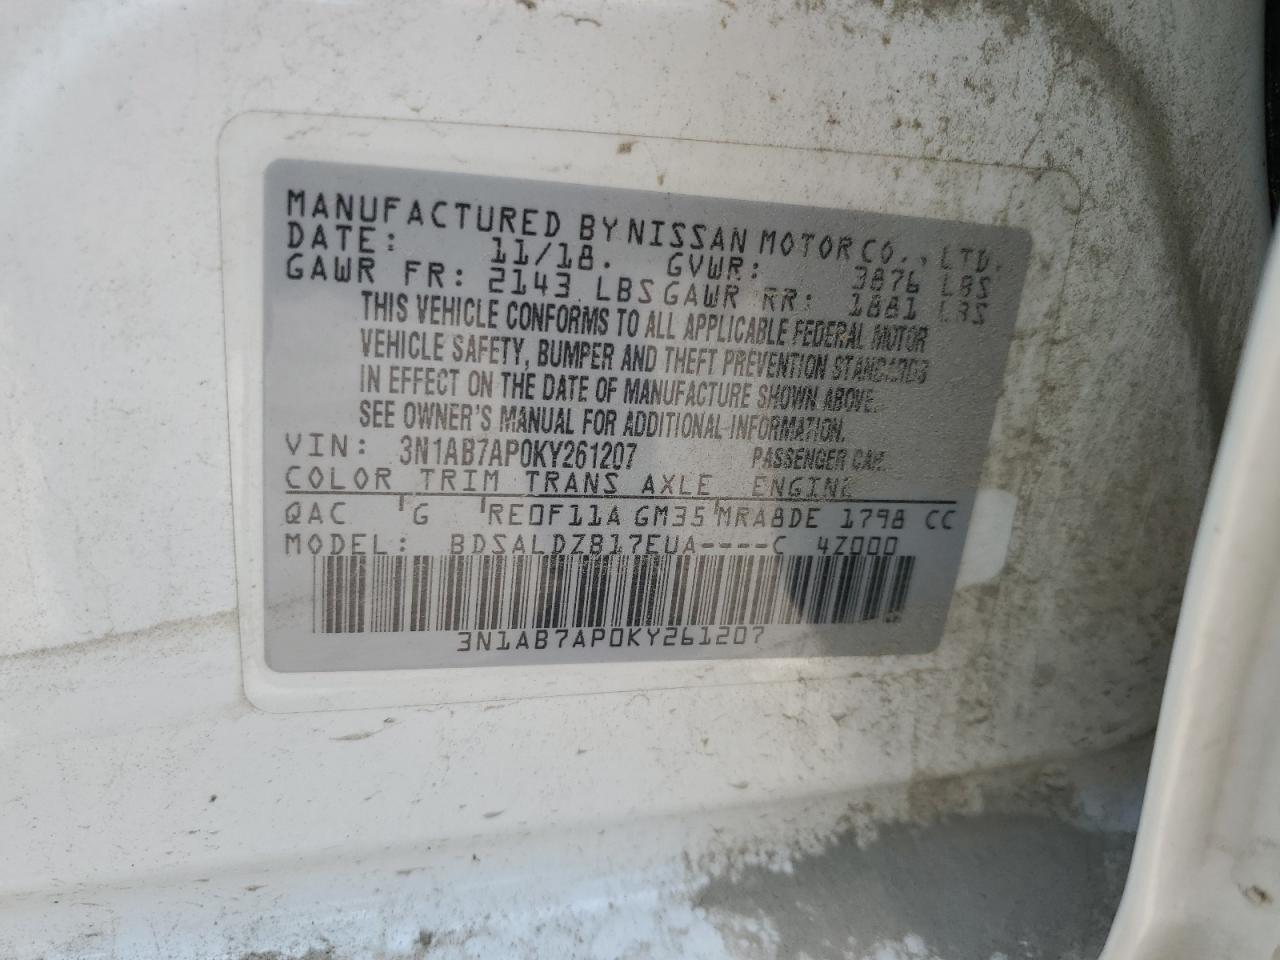 MANUFACTURED BY NISSAN MOTOR CO., LTD.
DATE: 11/18. GVWR: 3876 LBS
GAWR FR: 2143 LBS GAWR RR: 1881 LBS
THIS VEHICLE CONFORMS TO ALL APPLICABLE FEDERAL MOTOR
VEHICLE SAFETY, BUMPER AND THEFT PREVENTION STANDARDS
IN EFFECT ON THE DATE OF MANUFACTURE SHOWN ABOVE.
SEE OWNER'S MANUAL FOR ADDITIONAL INFORMATION.
VIN: 3N1AB7AP0KY261207 PASSENGER CAR
COLOR TRIM TRANS AXLE ENGINE
QAC G RE0F11A GM35 MRA8DE 1798 CC
MODEL: BDSALDZB17EUA----C 4Z000
3N1AB7AP0KY261207